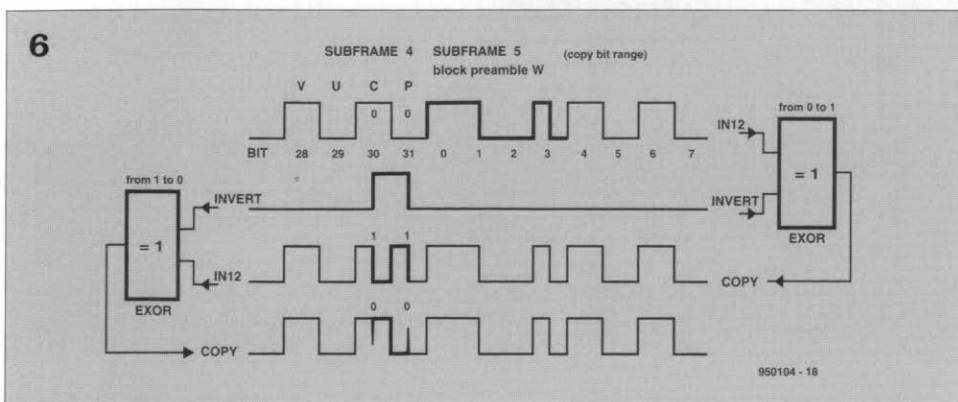 6
SUBFRAME 4 SUBFRAME 5 (copy bit range)
block preamble W
V U C P
0 0
from 0 to 1
IN12
BIT 28 29 30 31 0 1 2 3 4 5 6 7
from 1 to 0
INVERT
= 1
INVERT
= 1
EXOR
1 1
IN12
COPY
EXOR
0 0
COPY
950104 - 18